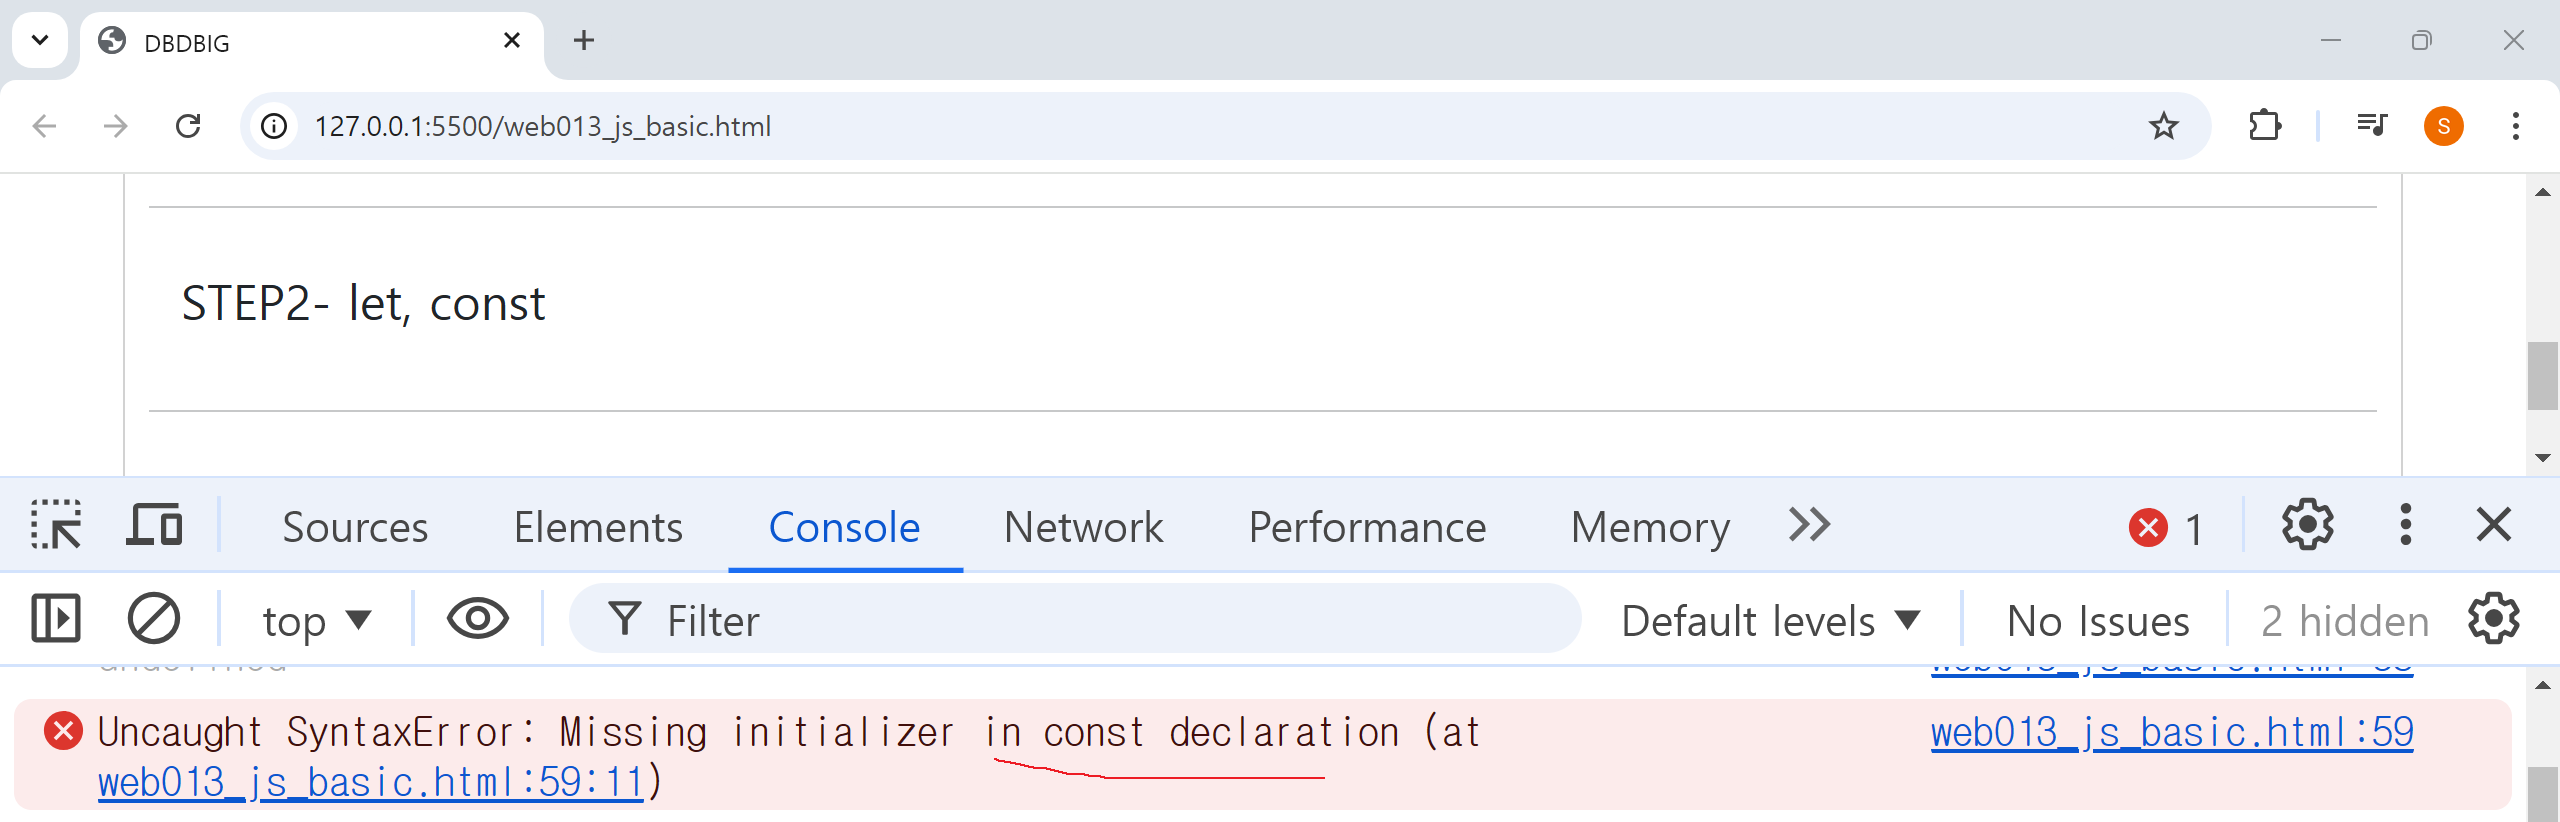 DBDBIG
127.0.0.1:5500/web013_js_basic.html
STEP2- let, const
Sources Elements Console Network Performance Memory 1
top Filter Default levels No Issues 2 hidden
Uncaught SyntaxError: Missing initializer in const declaration (at web013_js_basic.html:59
web013_js_basic.html:59:11)
S